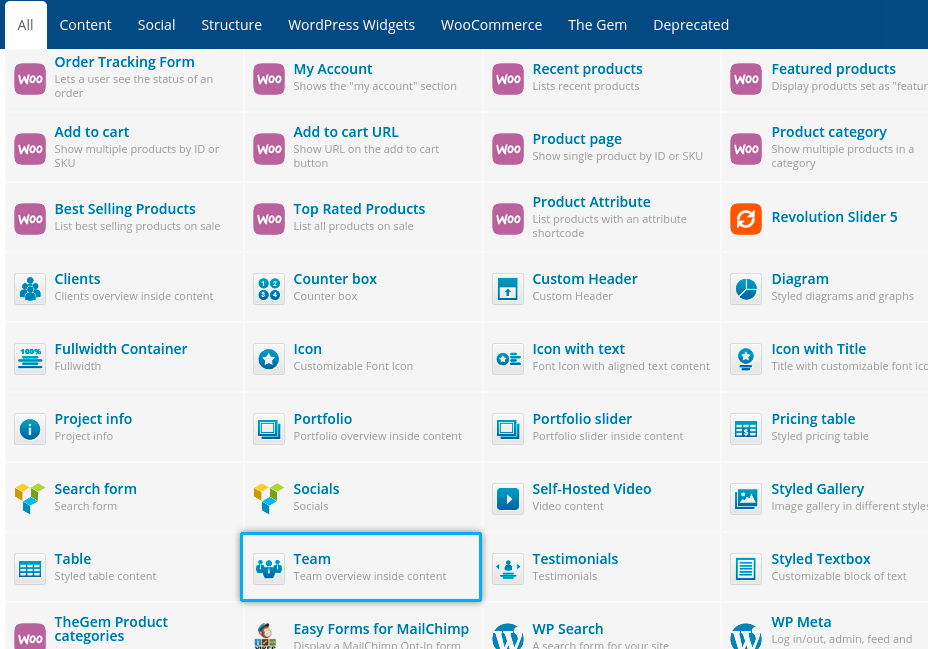 All Content Social Structure WordPress Widgets WooCommerce The Gem Deprecated
WOO Order Tracking Form
Lets a user see the status of an
order
WOO My Account
Shows the "my account" section
WOO Recent products
Lists recent products
WOO Featured products
Display products set as "featur
WOO Add to cart
Show multiple products by ID or
SKU
WOO Add to cart URL
Show URL on the add to cart
button
WOO Product page
Show single product by ID or SKU
WOO Product category
Show multiple products in a
category
WOO Best Selling Products
List best selling products on sale
WOO Top Rated Products
List all products on sale
WOO Product Attribute
List products with an attribute
shortcode
Revolution Slider 5
Clients
Clients overview inside content
1 2
3 4
Counter box
Counter box
Custom Header
Custom Header
Diagram
Styled diagrams and graphs
100%
Fullwidth Container
Fullwidth
Icon
Customizable Font Icon
Icon with text
Font Icon with aligned text content
Icon with Title
Title with customizable font ico
i Project info
Project info
Portfolio
Portfolio overview inside content
Portfolio slider
Portfolio slider inside content
$ Pricing table
Styled pricing table
Search form
Search form
Socials
Socials
Self-Hosted Video
Video content
Styled Gallery
Image gallery in different styles
Table
Styled table content
Team
Team overview inside content
Testimonials
Testimonials
Styled Textbox
Customizable block of text
WOO TheGem Product
categories
Easy Forms for MailChimp
Display a MailChimp Opt-In form
WP Search
A search form for your site
WP Meta
Log in/out, admin, feed and